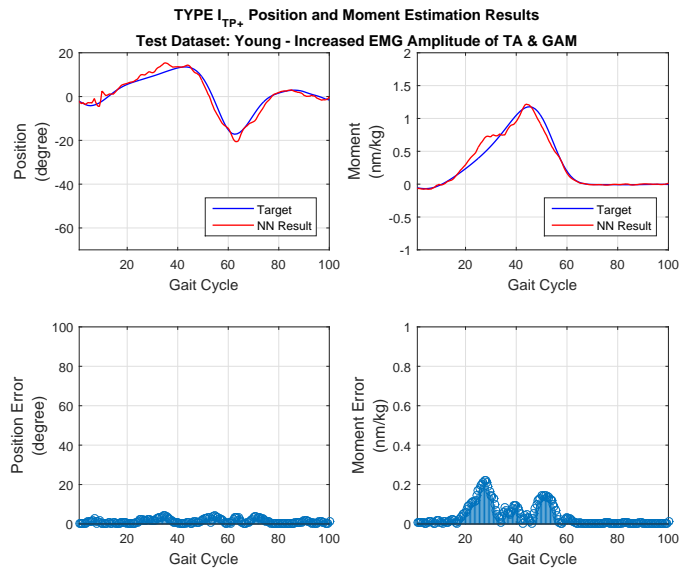 TYPE I_TP+ Position and Moment Estimation Results
Test Dataset: Young - Increased EMG Amplitude of TA & GAM
20
0
-20
-40
-60
Position
(degree)
Target
NN Result
20 40 60 80 100
Gait Cycle
2
1.5
1
0.5
0
-0.5
-1
Moment
(nm/kg)
Target
NN Result
20 40 60 80 100
Gait Cycle
100
80
60
40
20
0
Position Error
(degree)
20 40 60 80 100
Gait Cycle
1
0.8
0.6
0.4
0.2
0
Moment Error
(nm/kg)
20 40 60 80 100
Gait Cycle